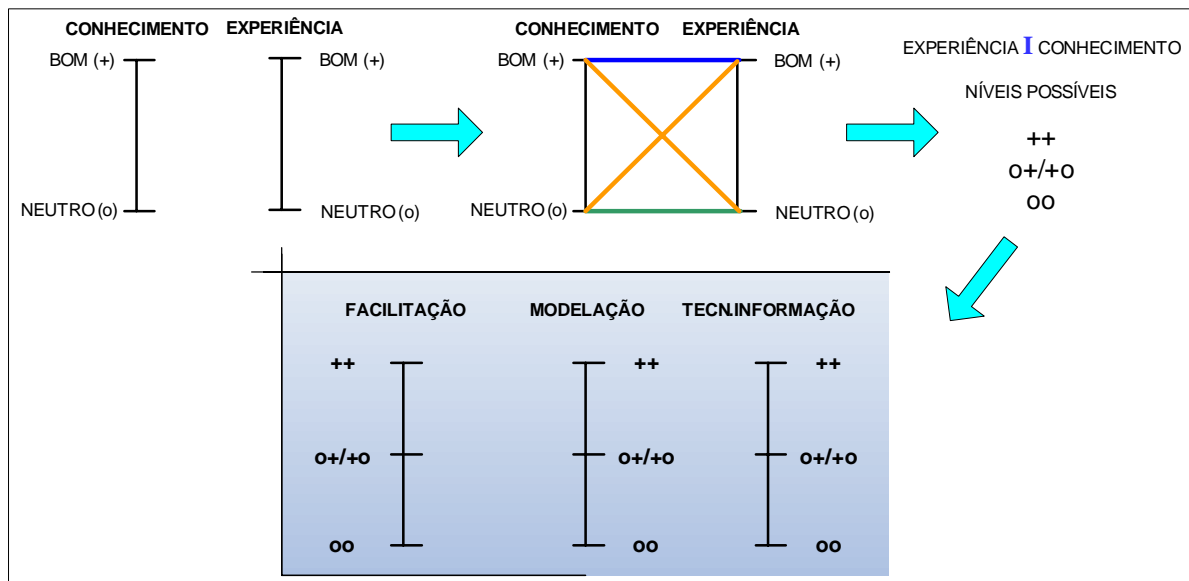 CONHECIMENTO EXPERIÊNCIA
BOM (+) BOM (+)
NEUTRO (o) NEUTRO (o)
CONHECIMENTO EXPERIÊNCIA
BOM (+) BOM (+)
NEUTRO (o) NEUTRO (o)
EXPERIÊNCIA I CONHECIMENTO
NÍVEIS POSSÍVEIS
++
o+/+o
oo
FACILITAÇÃO MODELAÇÃO TECN.INFORMAÇÃO
++ ++ ++
o+/+o o+/+o o+/+o
oo oo oo